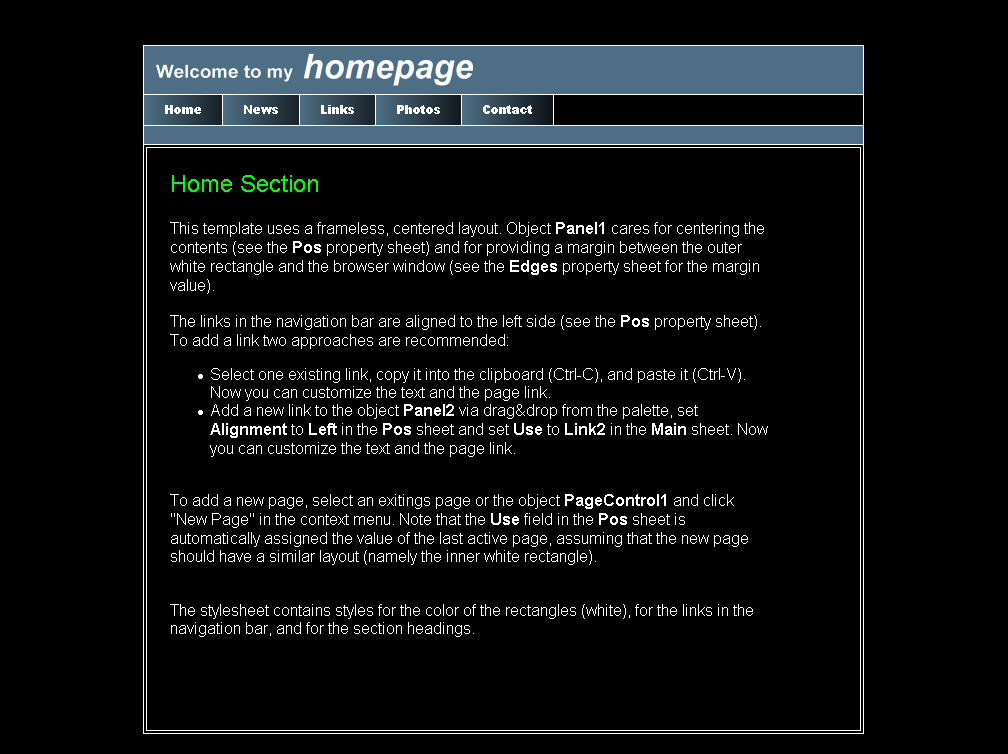 Welcome to my homepage
Home News Links Photos Contact
Home Section
This template uses a frameless, centered layout. Object Panel1 cares for centering the
contents (see the Pos property sheet) and for providing a margin between the outer
white rectangle and the browser window (see the Edges property sheet for the margin
value).
The links in the navigation bar are aligned to the left side (see the Pos property sheet).
To add a link two approaches are recommended:
• Select one existing link, copy it into the clipboard (Ctrl-C), and paste it (Ctrl-V).
Now you can customize the text and the page link.
• Add a new link to the object Panel2 via drag&drop from the palette, set
Alignment to Left in the Pos sheet and set Use to Link2 in the Main sheet. Now
you can customize the text and the page link.
To add a new page, select an exitings page or the object PageControl1 and click
"New Page" in the context menu. Note that the Use field in the Pos sheet is
automatically assigned the value of the last active page, assuming that the new page
should have a similar layout (namely the inner white rectangle).
The stylesheet contains styles for the color of the rectangles (white), for the links in the
navigation bar, and for the section headings.